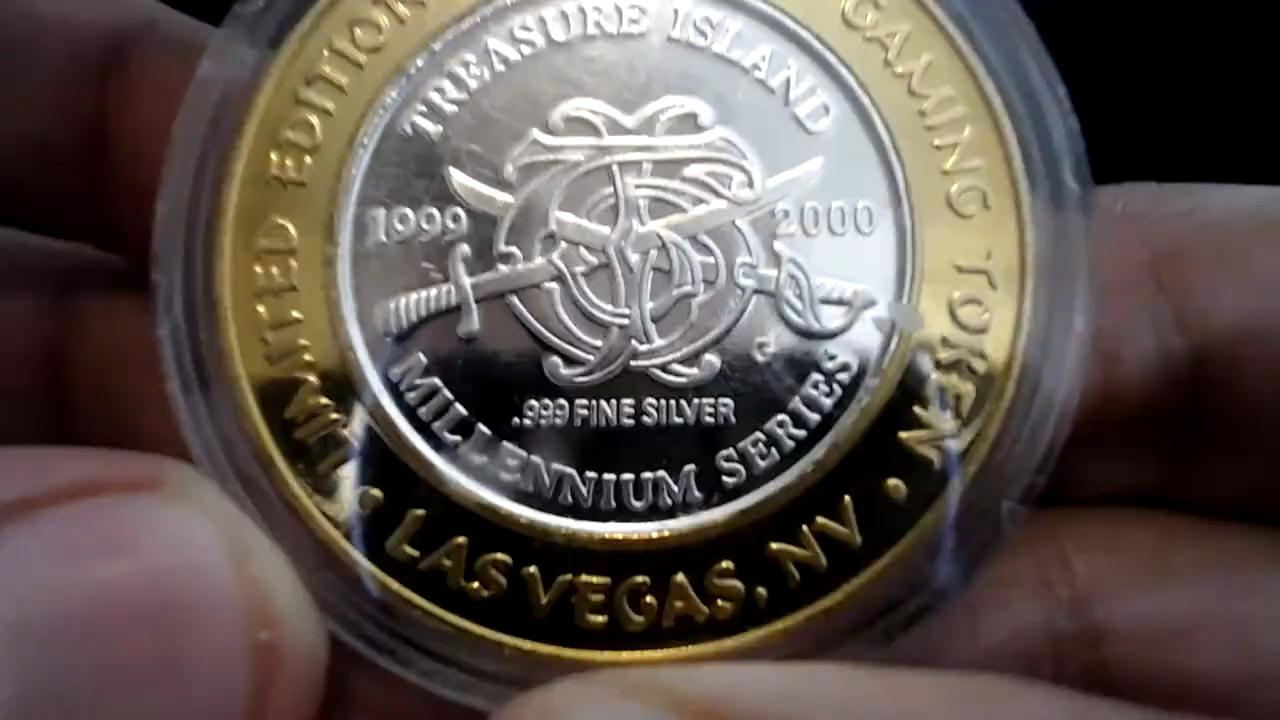 LIMITED EDITION
GAMING TOKEN
TREASURE ISLAND
1999
2000
.999 FINE SILVER
MILLENNIUM SERIES
• LAS VEGAS, NV •